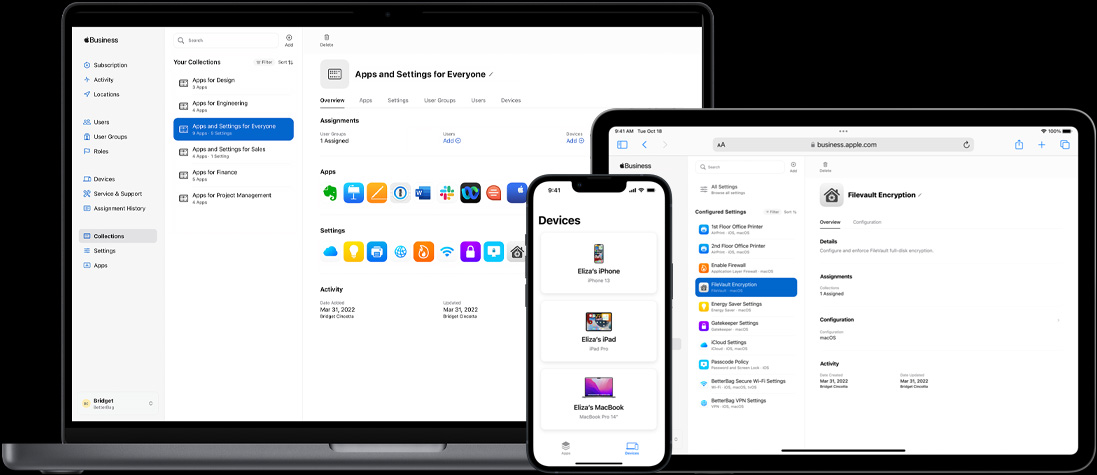 Business
Subscription
Activity
Locations
Users
User Groups
Roles
Devices
Service & Support
Assignment History
Collections
Settings
Apps
Bridget
BetterBag
Search
Add
Your Collections
Filter
Sort
Apps for Design
3 Apps
Apps for Engineering
4 Apps
Apps and Settings for Everyone
Apps and Settings for Sales
4 Apps · 1 Setting
Apps for Finance
Apps for Project Management
4 Apps
Delete
Apps and Settings for Everyone
Overview Apps Settings User Groups Users Devices
Assignments
User Groups Users Devices
1 Assigned Add Add
Apps
Settings
Activity
Date Added Updated
Mar 31, 2022 Mar 31, 2022
Bridget Cincotta Bridget Cincotta
9:41
Devices
Eliza's iPhone
iPhone 13
Eliza's iPad
iPad Pro
Eliza's MacBook
MacBook Pro 14"
Apps Devices
9:41 AM Tue Oct 18
100%
AA
business.apple.com
Business
Search
Add
All Settings
Browse all settings
Configured Settings
Filter
Sort
1st Floor Office Printer
AirPrint · iOS, macOS
2nd Floor Office Printer
AirPrint · iOS, macOS
Enable Firewall
Application Layer Firewall · macOS
FileVault Encryption
FileVault · macOS
Energy Saver Settings
Energy Saver · macOS
Gatekeeper Settings
Gatekeeper · macOS
iCloud Settings
iCloud · iOS, macOS
Passcode Policy
Password and Screen Lock · iOS
BetterBag Secure Wi-Fi Settings
BetterBag VPN Settings
VPN · iOS, macOS
Delete
Filevault Encryption
Overview Configuration
Details
Configure and enforce FileVault full-disk encryption.
Assignments
Collections
1 Assigned
Configuration
Configuration
macOS
Activity
Date Created Date Updated
Mar 31, 2022 Mar 31, 2022
Bridget Cincotta Bridget Cincotta